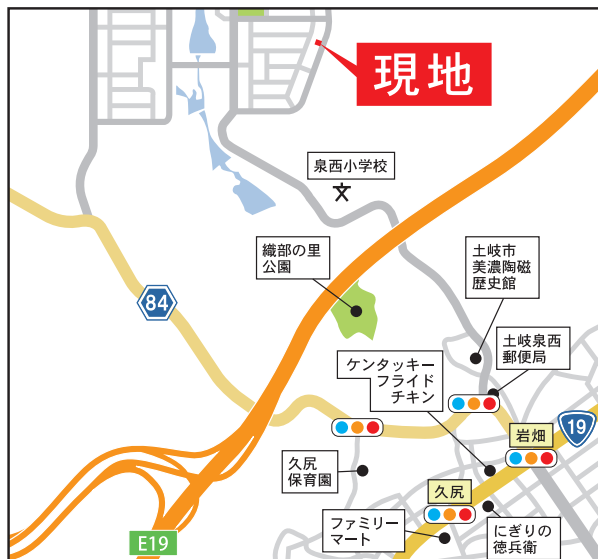 現地
泉西小学校
織部の里
公園
土岐市
美濃陶磁
歴史館
84
土岐泉西
郵便局
ケンタッキー
フライド
チキン
19
岩畑
久尻
保育園
久尻
ファミリー
マート
にぎりの
徳兵衛
E19